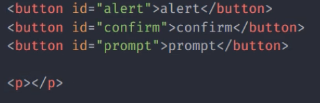 <button id="alert">alert</button>
<button id="confirm">confirm</button>
<button id="prompt">prompt</button>
<p></p>